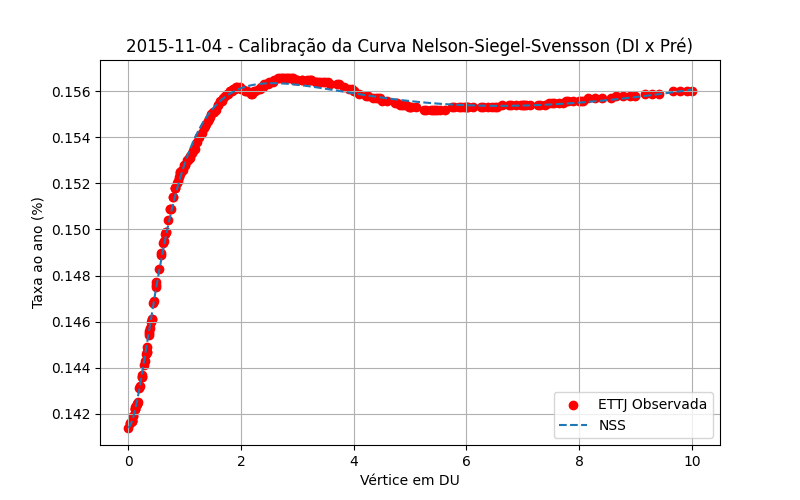 2015-11-04 - Calibração da Curva Nelson-Siegel-Svensson (DI x Pré)
Taxa ao ano (%)
0.156
0.154
0.152
0.150
0.148
0.146
0.144
0.142
ETTJ Observada
NSS
0 2 4 6 8 10
Vértice em DU